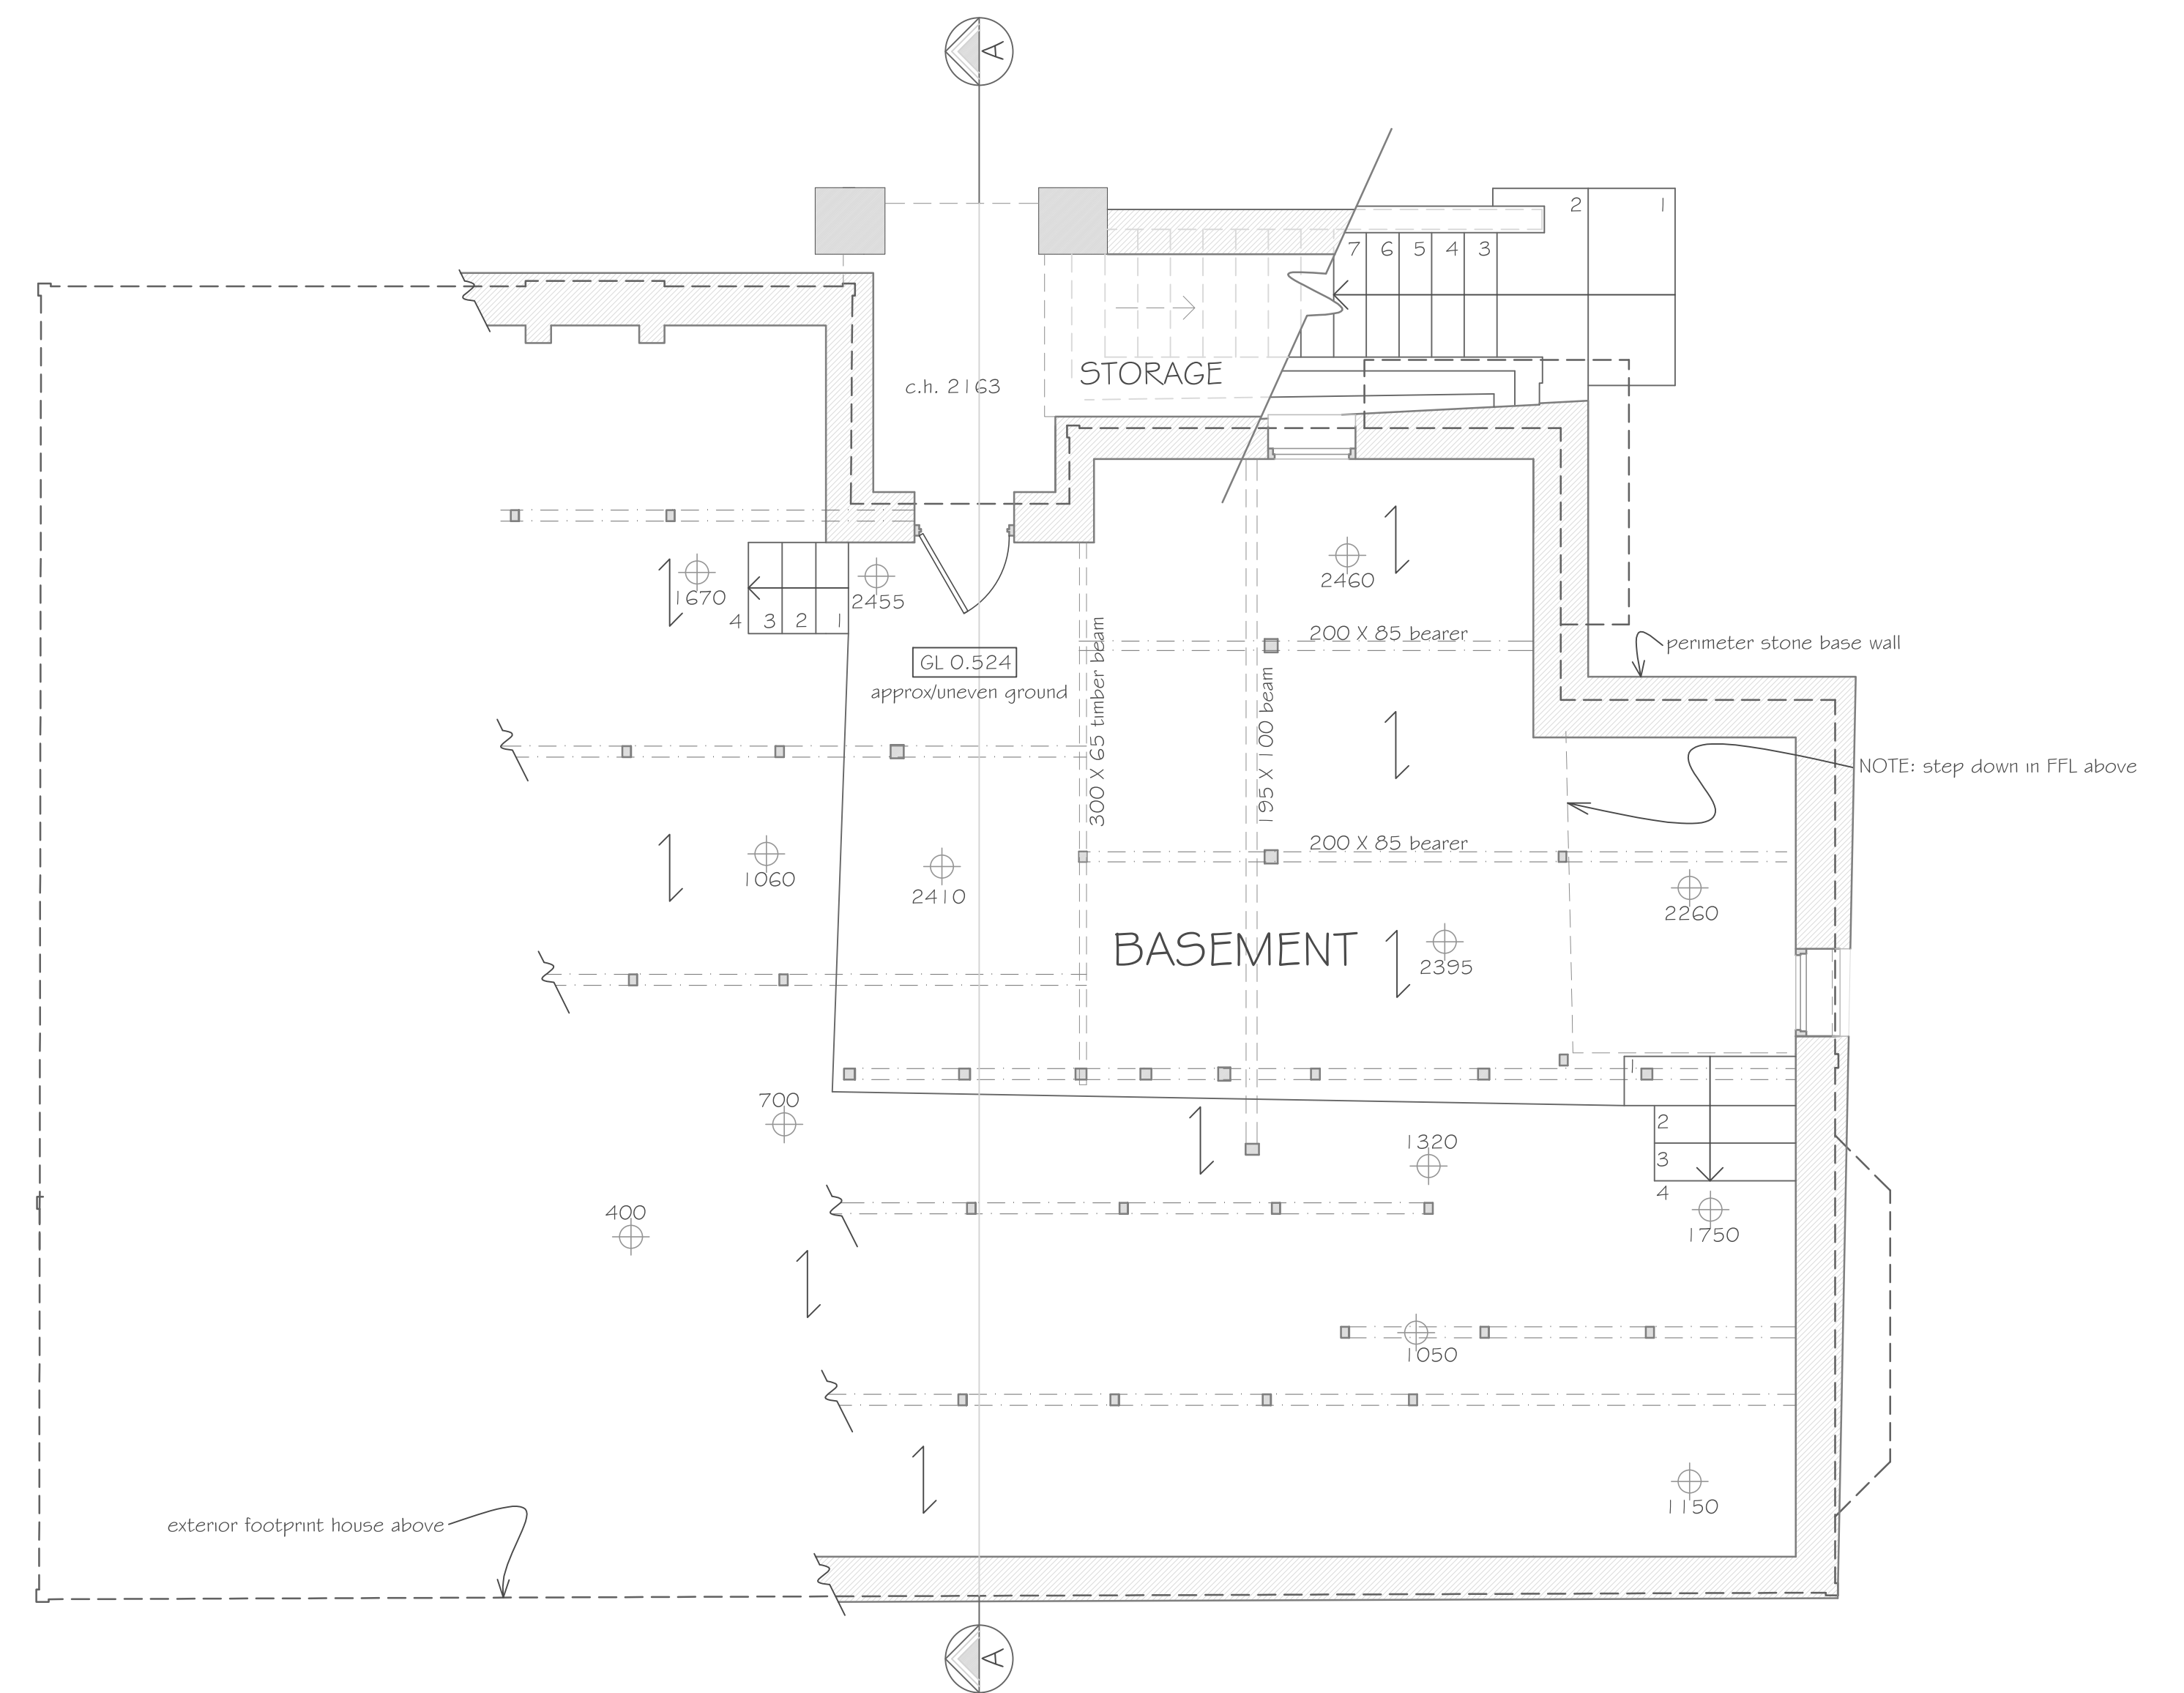 A
2 1
7 6 5 4 3
c.h. 2163
STORAGE
2460
1670
2455
4 3 2 1
200 X 85 bearer
perimeter stone base wall
GL 0.524
approx/uneven ground
300 X 65 timber beam
195 X 100 beam
NOTE: step down in FFL above
200 X 85 bearer
1060
2410
2260
BASEMENT
2395
1
700
2
1320
3
4
400
1750
1050
1150
exterior footprint house above
A